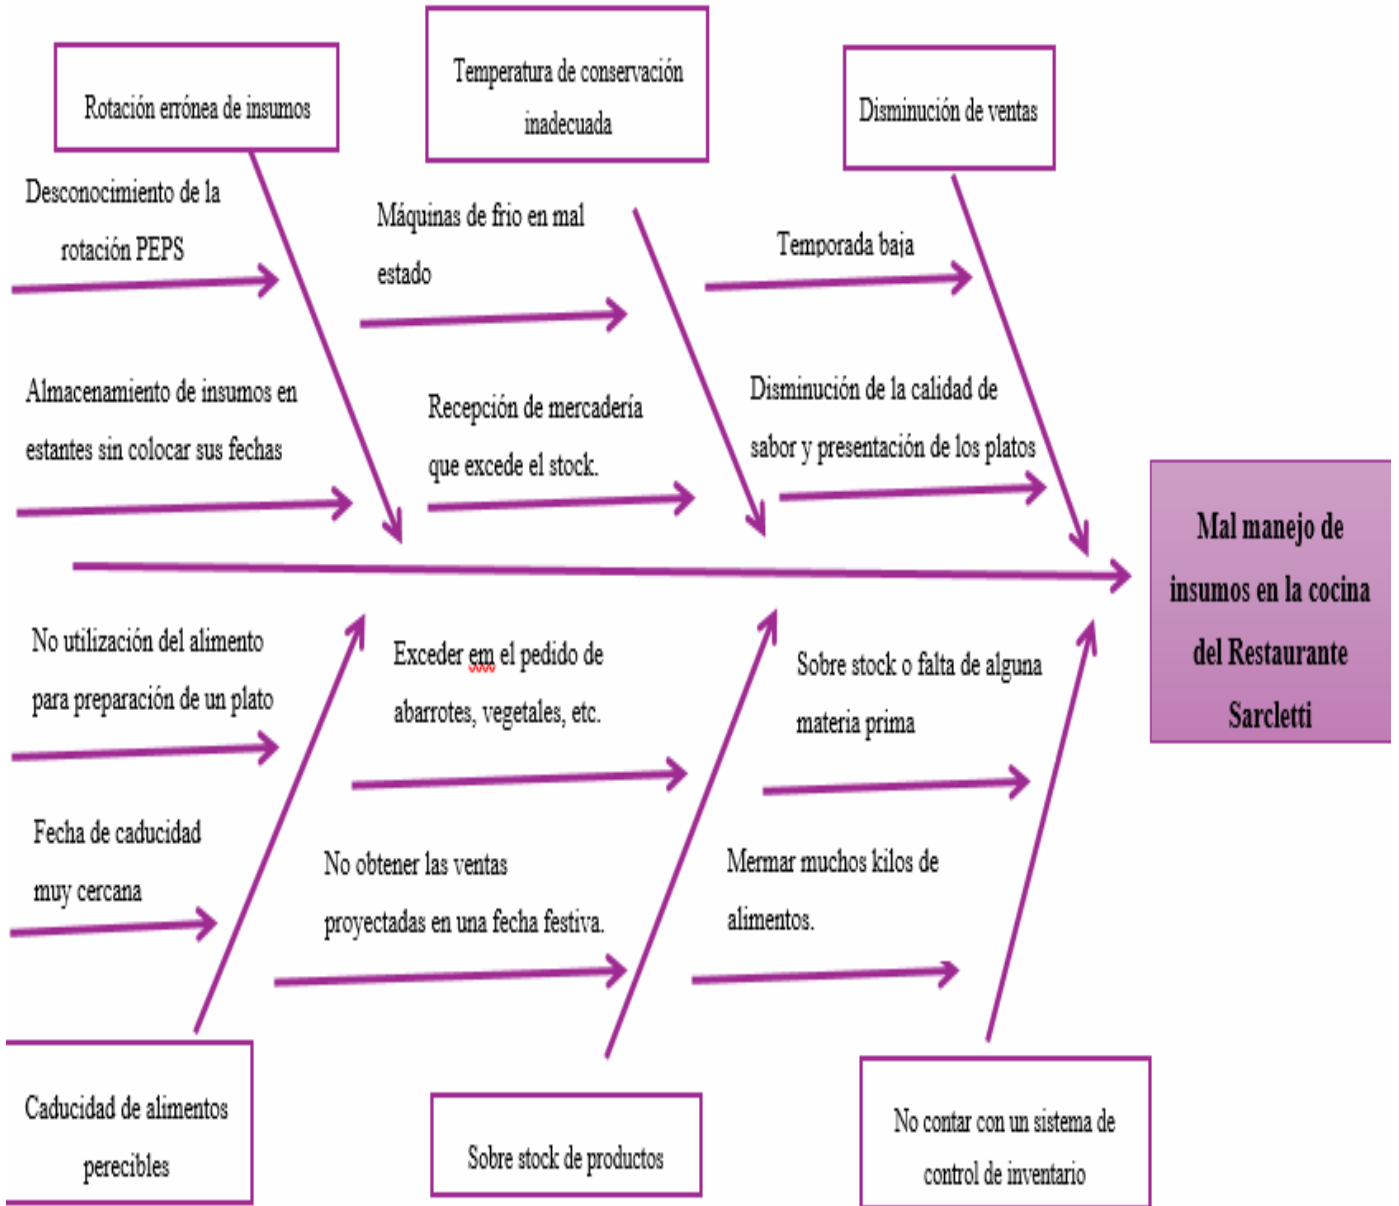 Rotación errónea de insumos
Temperatura de conservación
inadecuada
Disminución de ventas
Desconocimiento de la
rotación PEPS
Máquinas de frio en mal
estado
Temporada baja
Almacenamiento de insumos en
estantes sin colocar sus fechas
Recepción de mercadería
que excede el stock.
Disminución de la calidad de
sabor y presentación de los platos
Mal manejo de
insumos en la cocina
del Restaurante
Sarcletti
No utilización del alimento
para preparación de un plato
Exceder em el pedido de
abarrotes, vegetales, etc.
Sobre stock o falta de alguna
materia prima
Fecha de caducidad
muy cercana
No obtener las ventas
proyectadas en una fecha festiva.
Mermar muchos kilos de
alimentos.
Caducidad de alimentos
perecibles
Sobre stock de productos
No contar con un sistema de
control de inventario